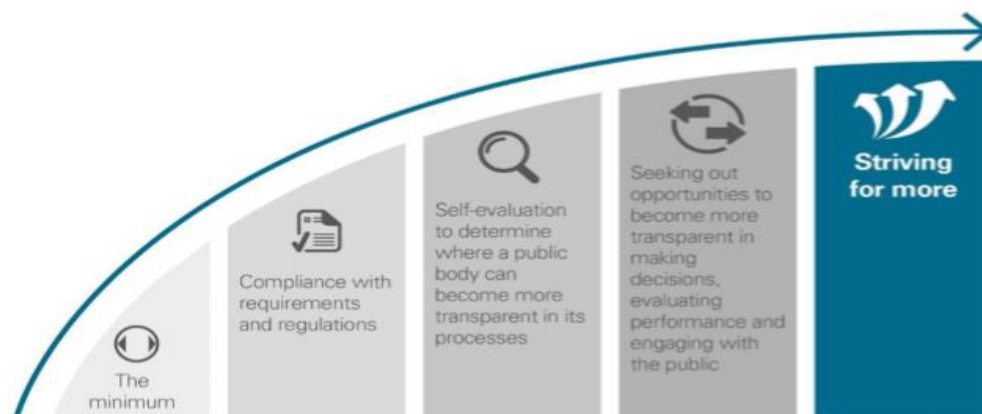 The
minimum
Compliance with
requirements
and regulations
Self-evaluation
to determine
where a public
body can
become more
transparent in its
processes
Seeking out
opportunities to
become more
transparent in
making
decisions,
evaluating
performance and
engaging with
the public
Striving
for more